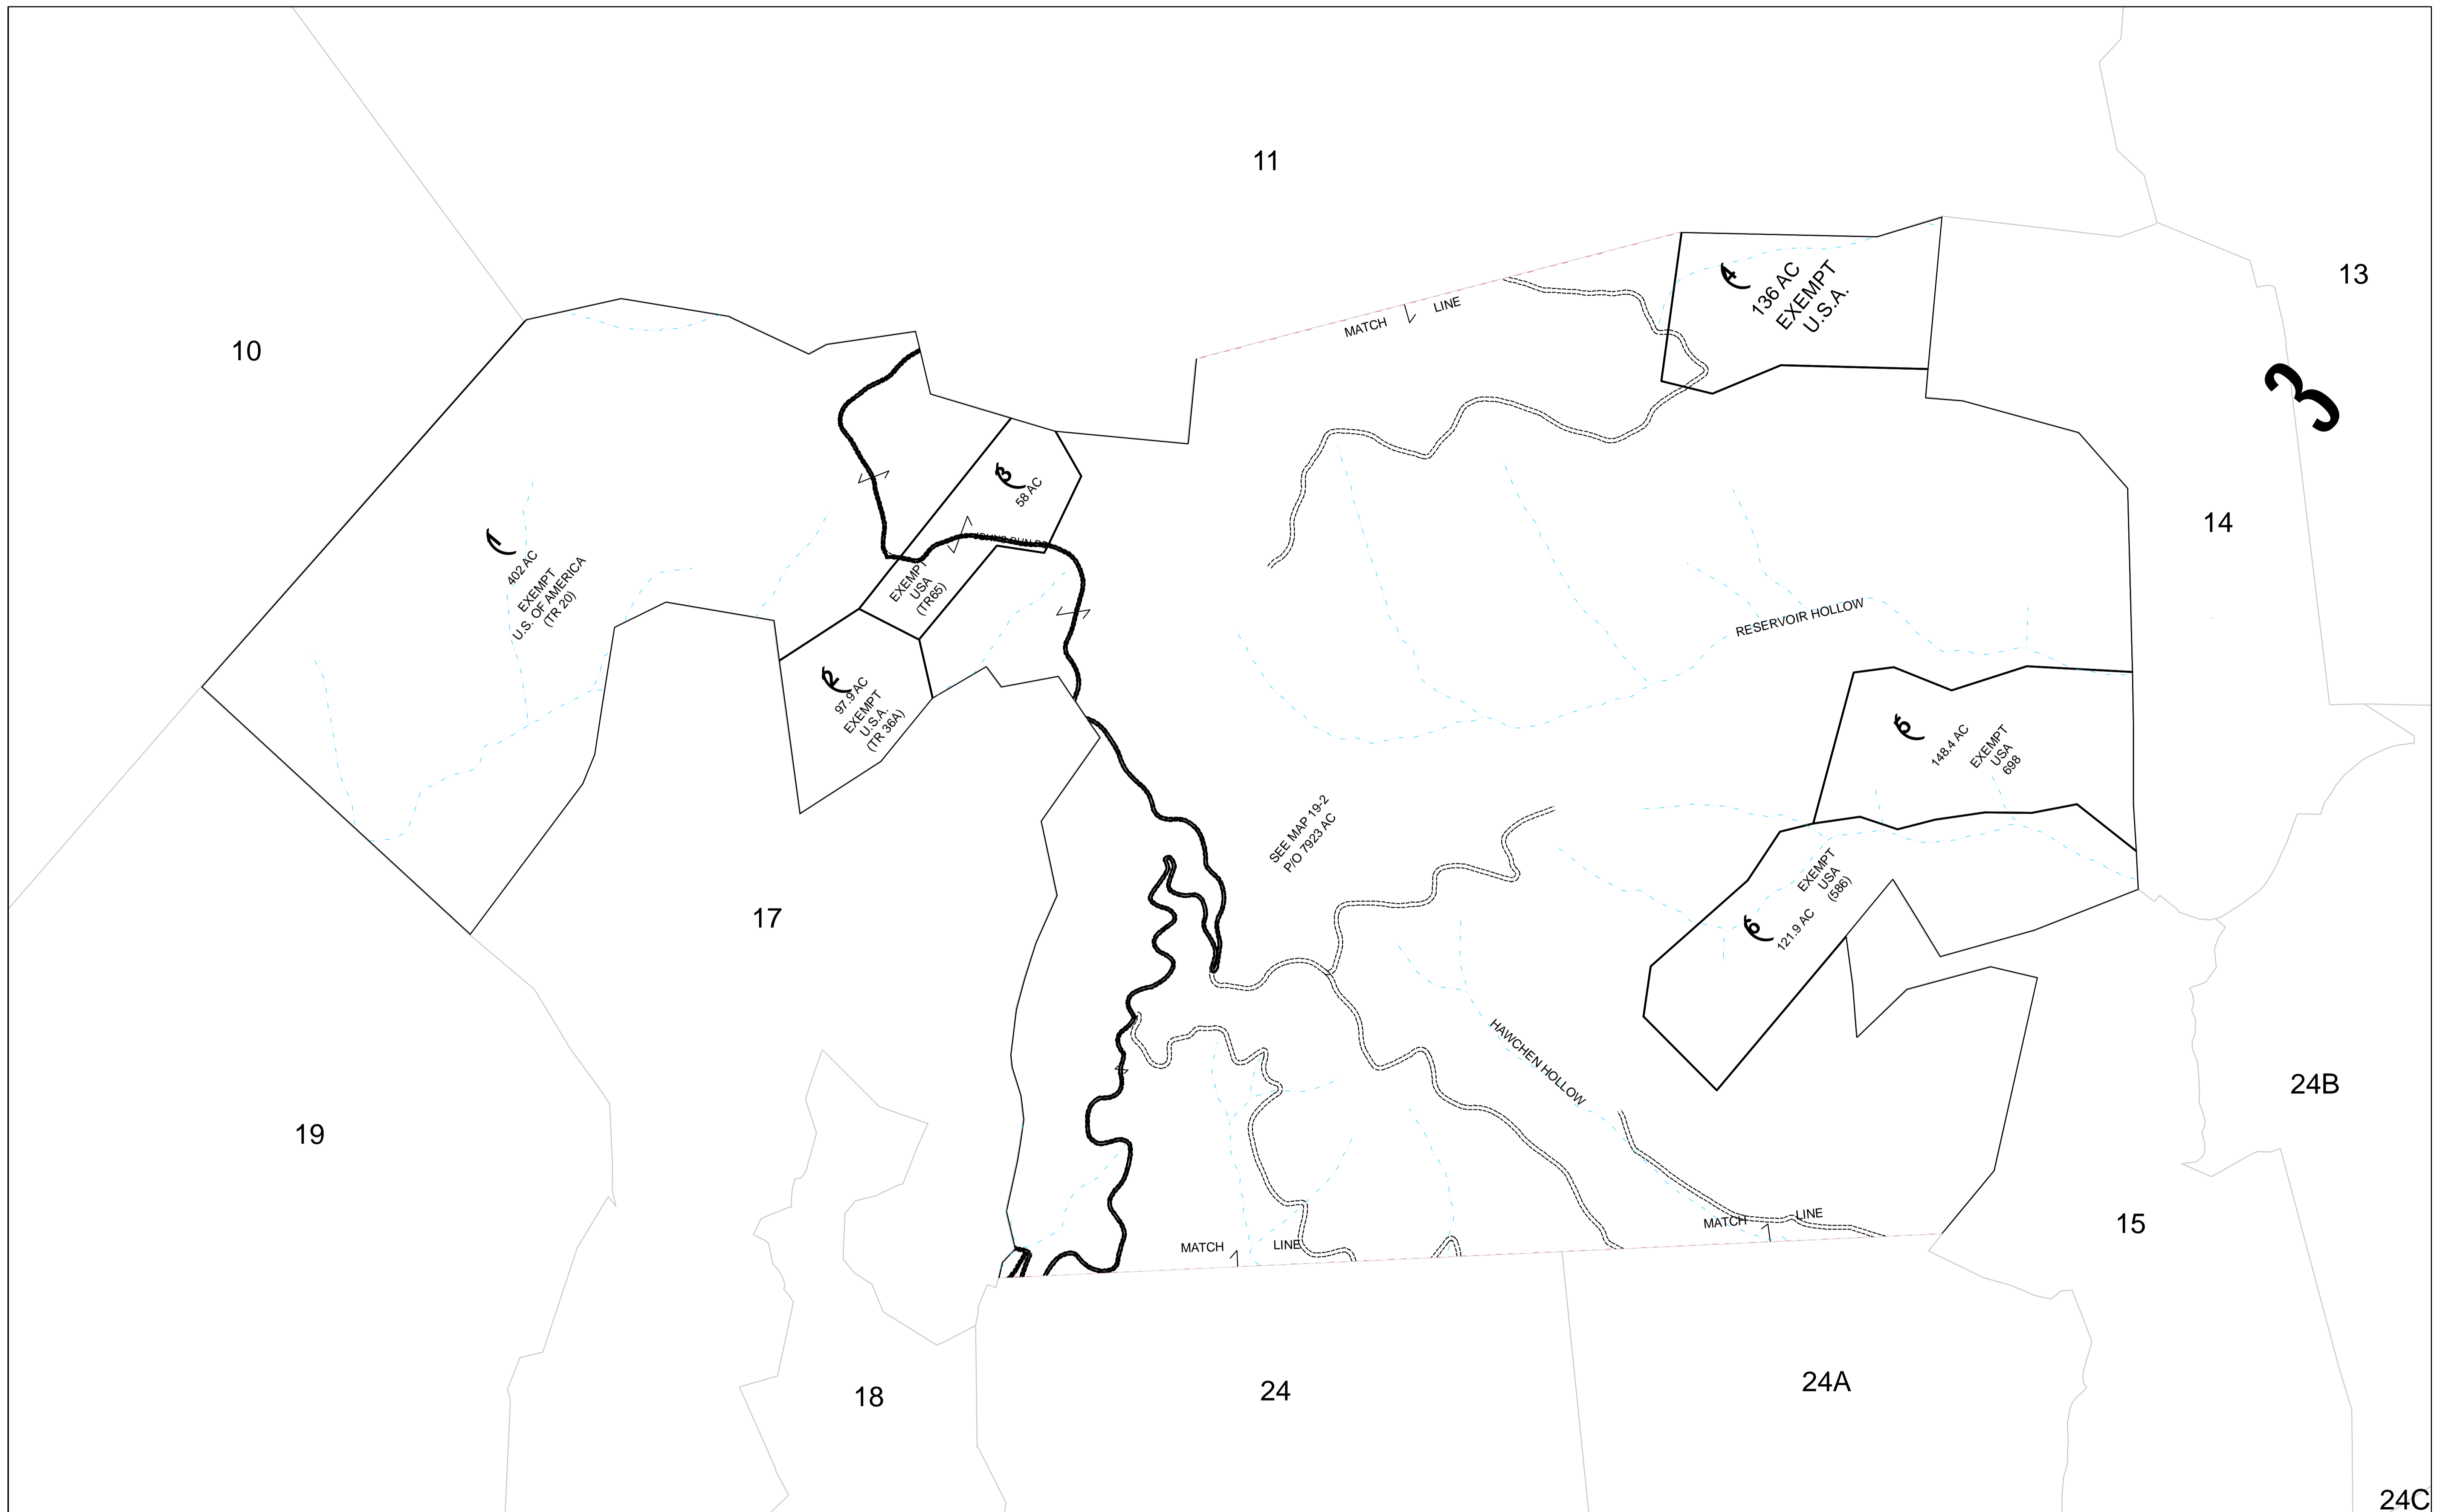 11
13
3
10
14
MATCH
LINE
4
136 AC
EXEMPT
U.S.A.
3
58 AC
1
402 AC
EXEMPT
U.S. OF AMERICA
(TR 20)
EXEMPT
USA
(TR65)
RESERVOIR HOLLOW
2
97.9 AC
EXEMPT
U.S.A.
(TR 36A)
5
148.4 AC
EXEMPT
USA
698
SEE MAP 19-2
P/O 7923 AC
EXEMPT
USA
(586)
6
121.9 AC
17
HAWCHEN HOLLOW
24B
19
MATCH
LINE
MATCH
LINE
15
18
24
24A
24C